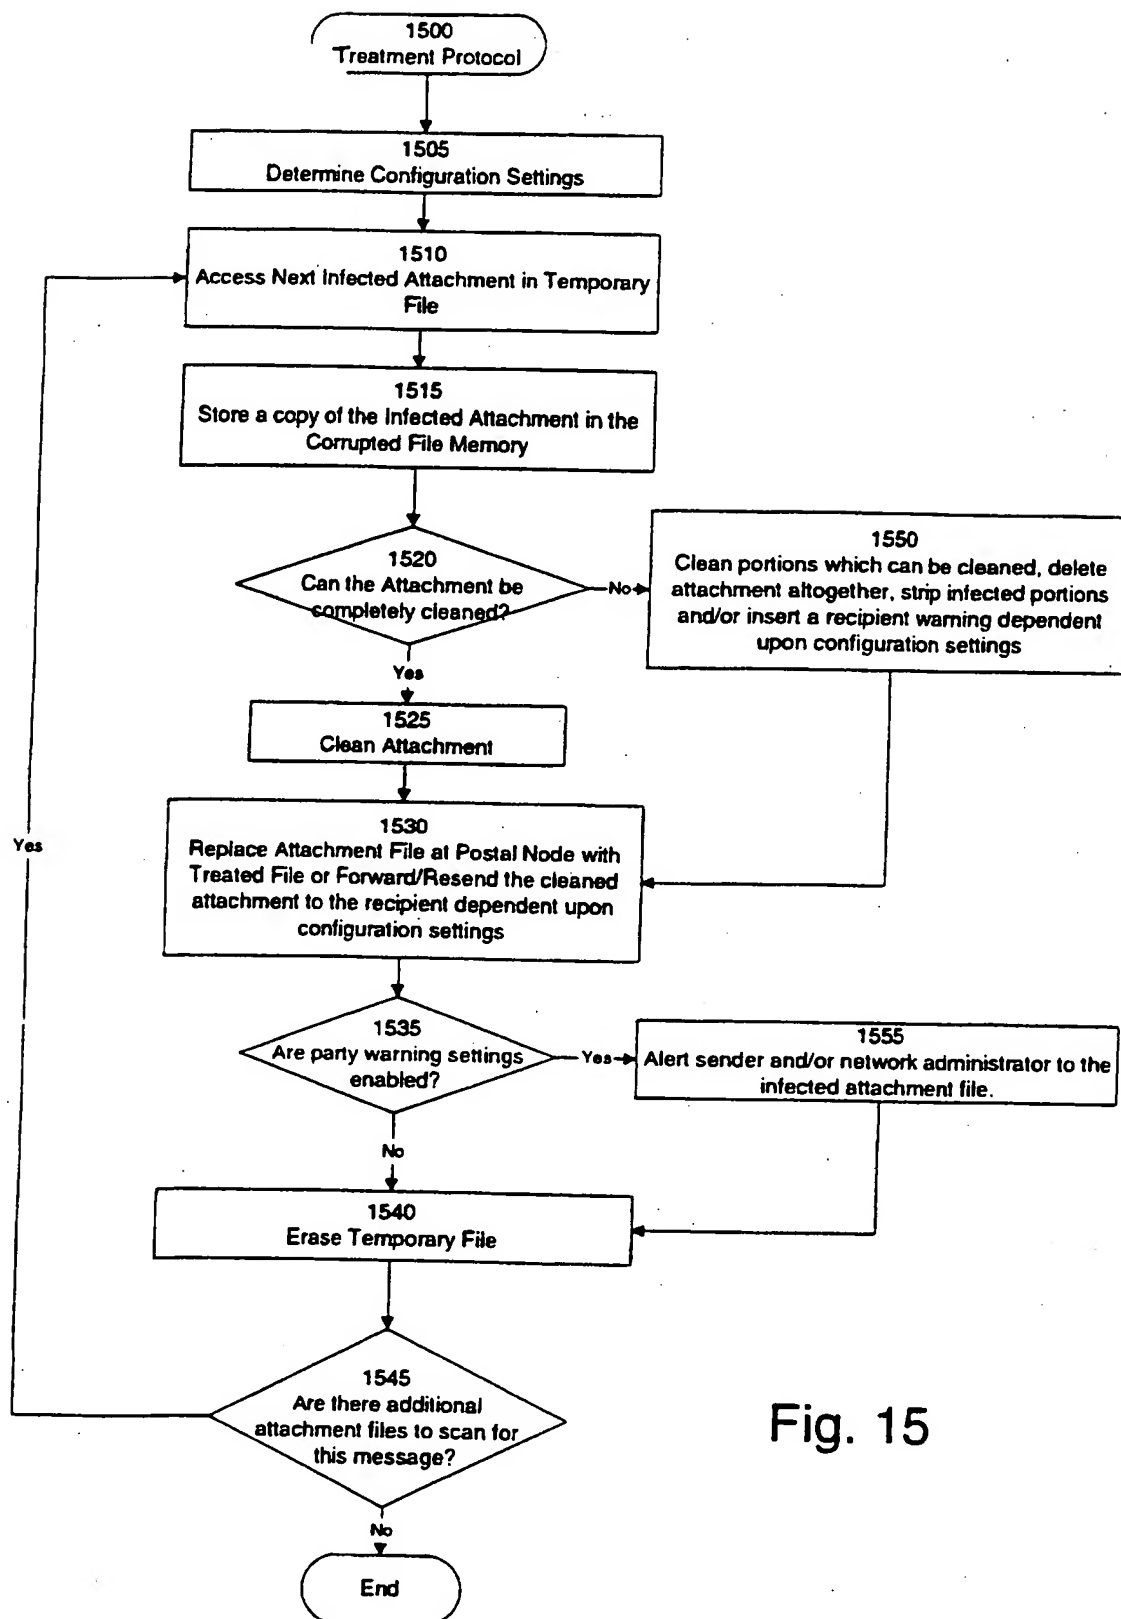 1500
Treatment Protocol
1505
Determine Configuration Settings
1510
Access Next Infected Attachment in Temporary
File
1515
Store a copy of the Infected Attachment in the
Corrupted File Memory
1520
Can the Attachment be
completely cleaned?
No
1550
Clean portions which can be cleaned, delete
attachment altogether, strip infected portions
and/or insert a recipient warning dependent
upon configuration settings
Yes
1525
Clean Attachment
1530
Replace Attachment File at Postal Node with
Treated File or Forward/Resend the cleaned
attachment to the recipient dependent upon
configuration settings
Yes
1535
Are party warning settings
enabled?
Yes
1555
Alert sender and/or network administrator to the
infected attachment file.
No
1540
Erase Temporary File
1545
Are there additional
attachment files to scan for
this message?
Fig. 15
No
End